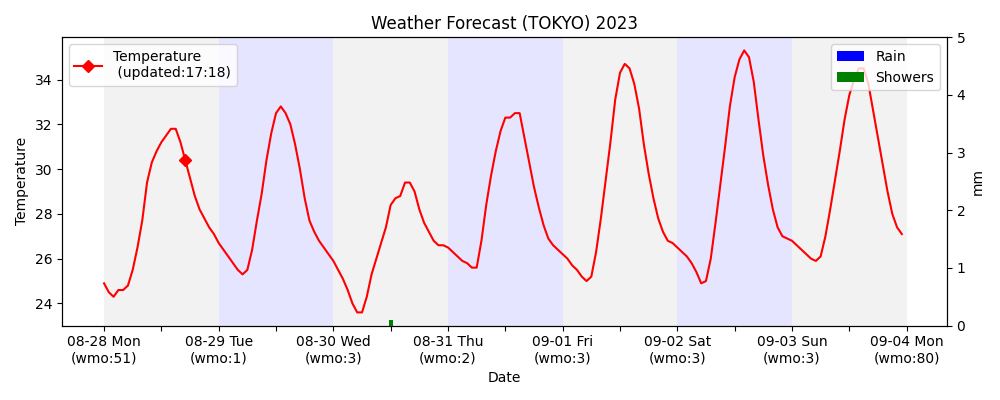 Weather Forecast (TOKYO) 2023
Temperature
(updated:17:18)
Rain
Showers
Temperature
34
32
30
28
26
24
5
4
3
2
1
0
mm
08-28 Mon
(wmo:51)
08-29 Tue
(wmo:1)
08-30 Wed
(wmo:3)
08-31 Thu
(wmo:2)
09-01 Fri
(wmo:3)
09-02 Sat
(wmo:3)
09-03 Sun
(wmo:3)
09-04 Mon
(wmo:80)
Date